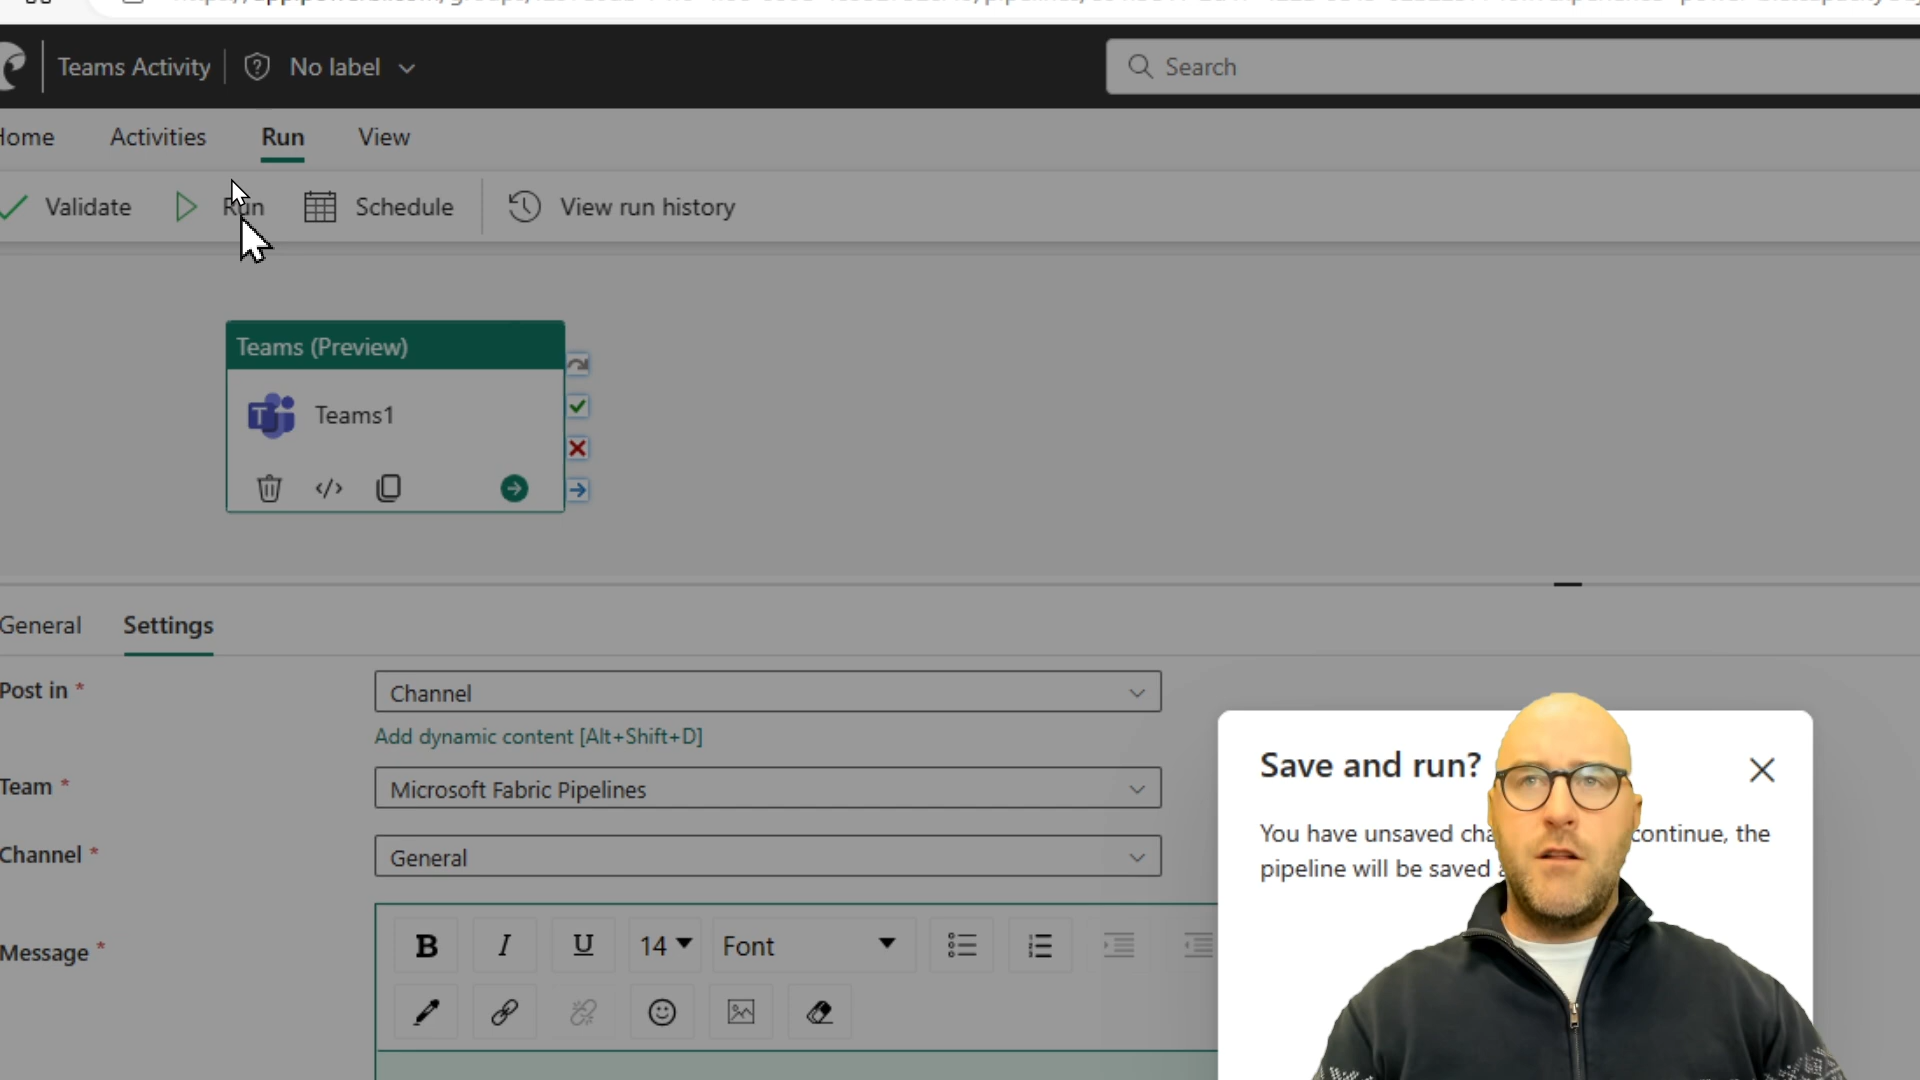 Teams Activity
No label
Search
Home
Activities
Run
View
Validate
Run
Schedule
View run history
Teams (Preview)
Teams1
General
Settings
Post in *
Channel
Add dynamic content [Alt+Shift+D]
Team *
Microsoft Fabric Pipelines
Channel *
General
Message *
B
I
U
14
Font
Save and run?
You have unsaved continue, the
pipeline will be saved